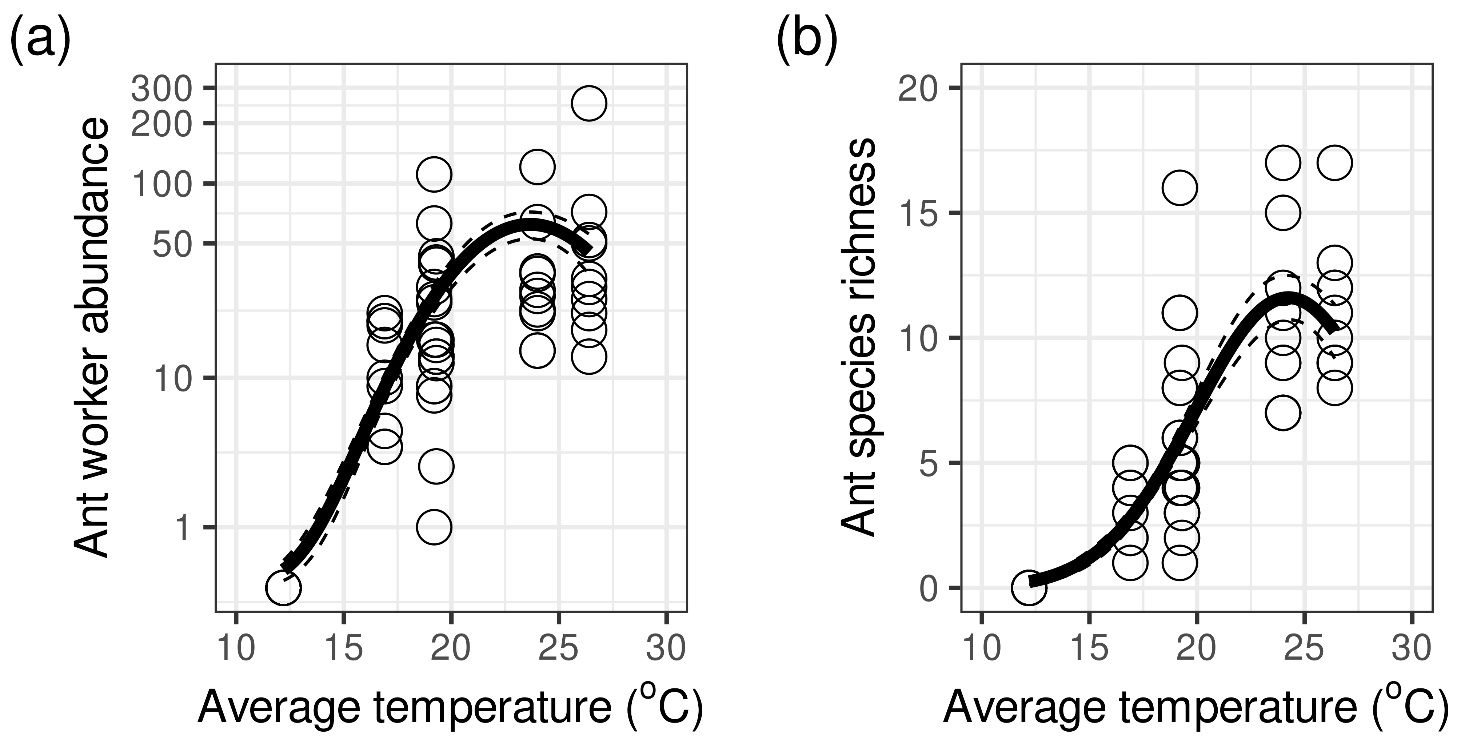 (a)
Ant worker abundance
300
200
100
50
10
1
10 15 20 25 30
Average temperature (°C)
(b)
Ant species richness
20
15
10
5
0
10 15 20 25 30
Average temperature (°C)